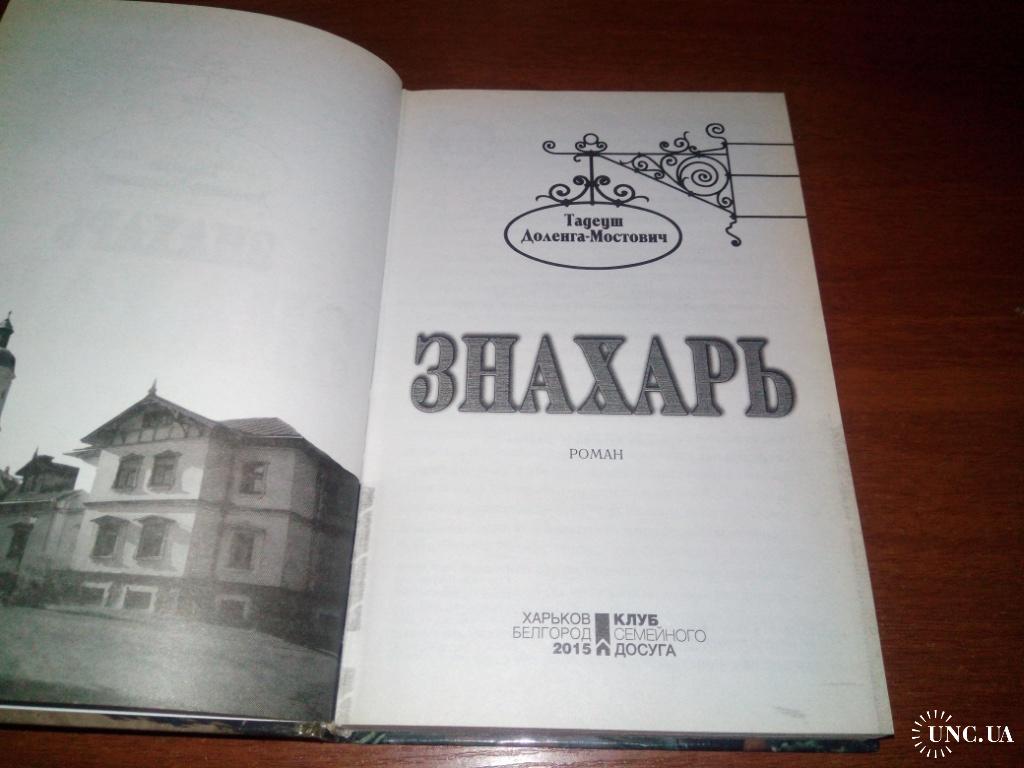 Тадеуш
Доленга-Мостович
ЗНАХАРЬ
РОМАН
ХАРЬКОВ
БЕЛГОРОД
2015
КЛУБ
СЕМЕЙНОГО
ДОСУГА
UNC.UA